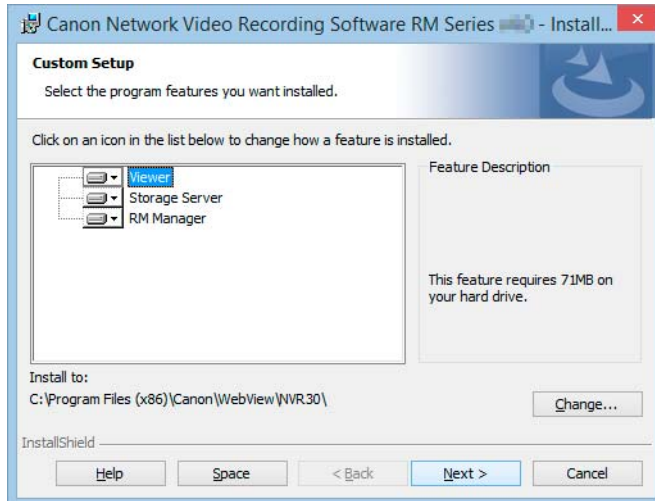 Canon Network Video Recording Software RM Series - Install...
Custom Setup
Select the program features you want installed.
Click on an icon in the list below to change how a feature is installed.
Viewer
Storage Server
RM Manager
Feature Description
This feature requires 71MB on
your hard drive.
Install to:
C:\Program Files (x86)\Canon\WebView\NVR30\
Change...
InstallShield
Help
Space
< Back
Next >
Cancel